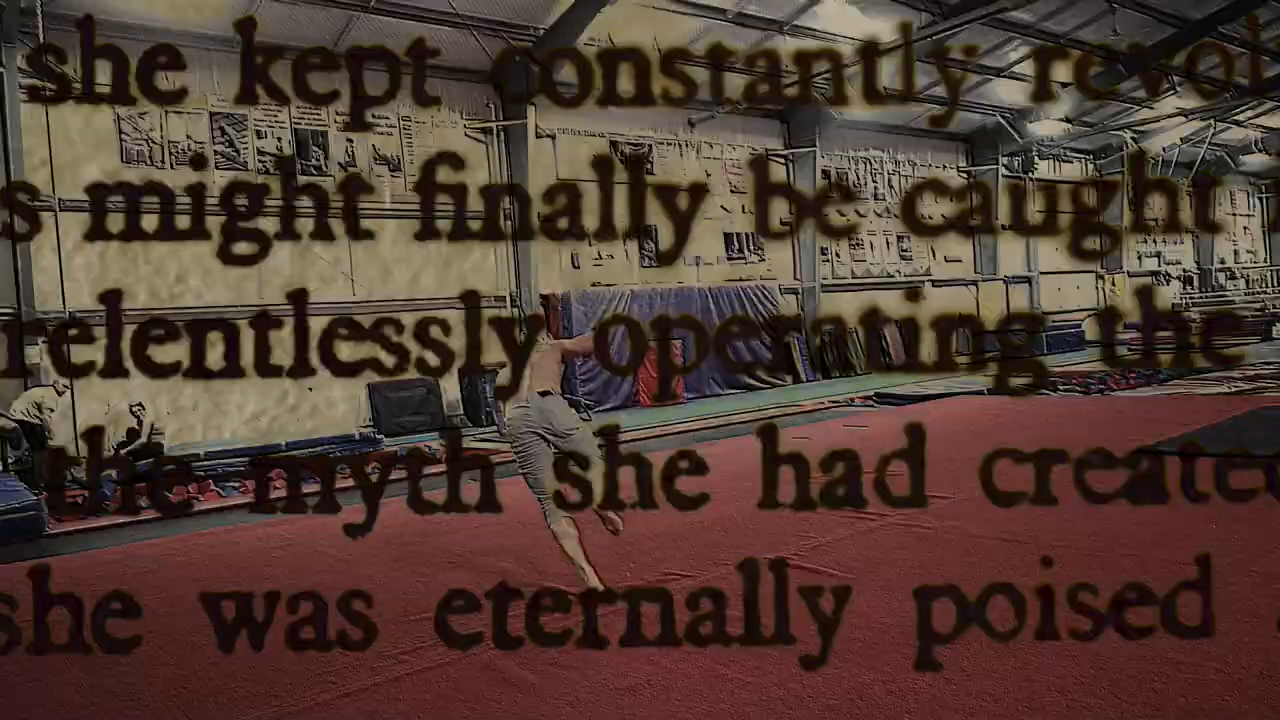 she kept constantly revol
s might finally be caught
relentlessly operating the
the myth she had created
she was eternally poised